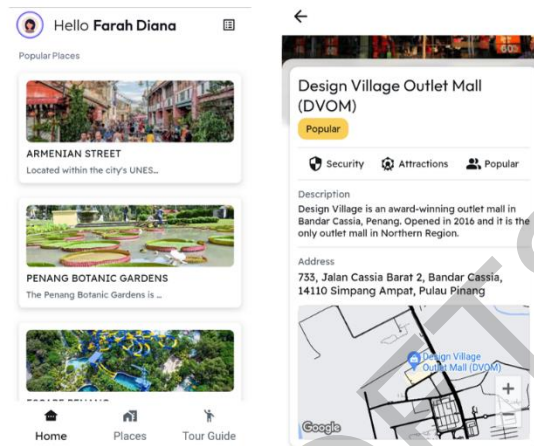 Hello Farah Diana
Popular Places
ARMENIAN STREET
Located within the city's UNES...
PENANG BOTANIC GARDENS
The Penang Botanic Gardens is ...
Home
Places
Tour Guide
Design Village Outlet Mall
(DVOM)
Popular
Security
Attractions
Popular
Description
Design Village is an award-winning outlet mall in
Bandar Cassia, Penang. Opened in 2016 and it is the
only outlet mall in Northern Region.
Address
733, Jalan Cassia Barat 2, Bandar Cassia,
14110 Simpang Ampat, Pulau Pinang
Design Village
Outlet Mall (DVOM)
Google